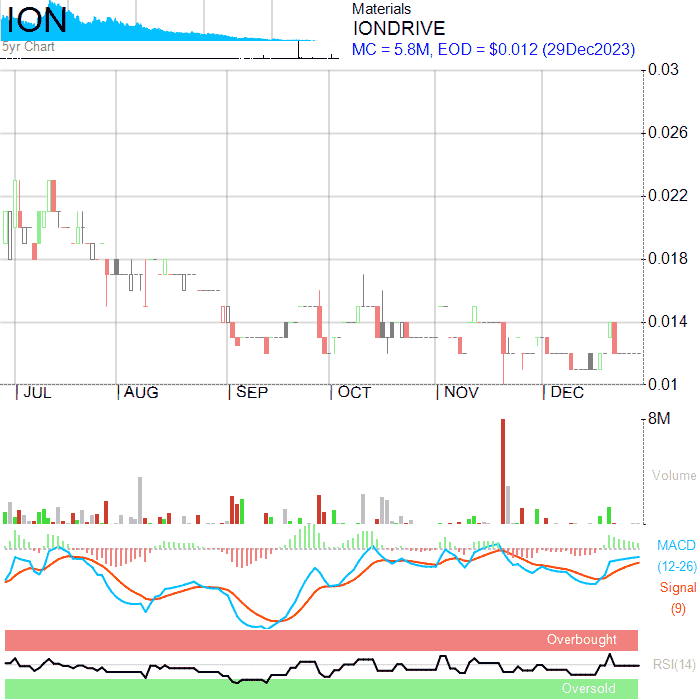 ION
5yr Chart
Materials
IONDRIVE
MC = 5.8M, EOD = $0.012 (29Dec2023)
0.03
0.026
0.022
0.018
0.014
0.01
JUL AUG SEP OCT NOV DEC
8M
Volume
MACD
(12-26)
Signal
(9)
Overbought
RSI(14)
Oversold